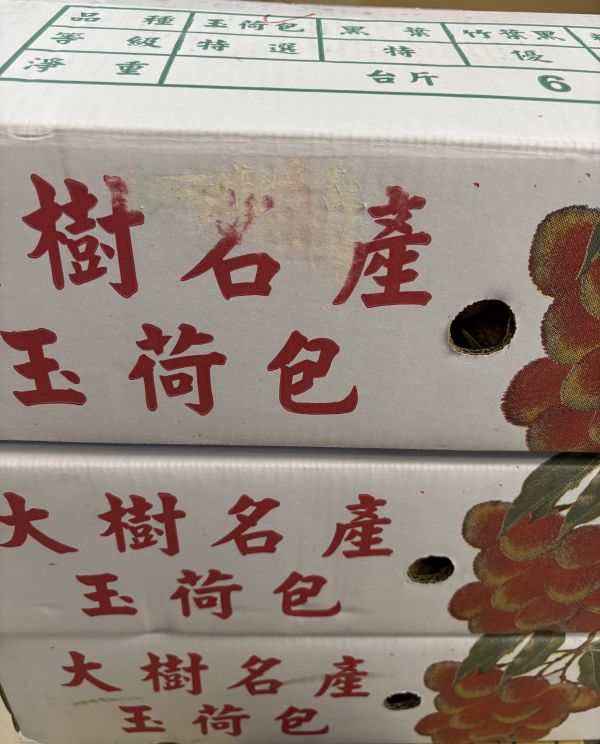 品種 玉荷包 黑葉 竹葉黑
等級 特選 特 優
淨重 台斤 6
樹名產
玉荷包
大樹名產
玉荷包
大樹名產
玉荷包